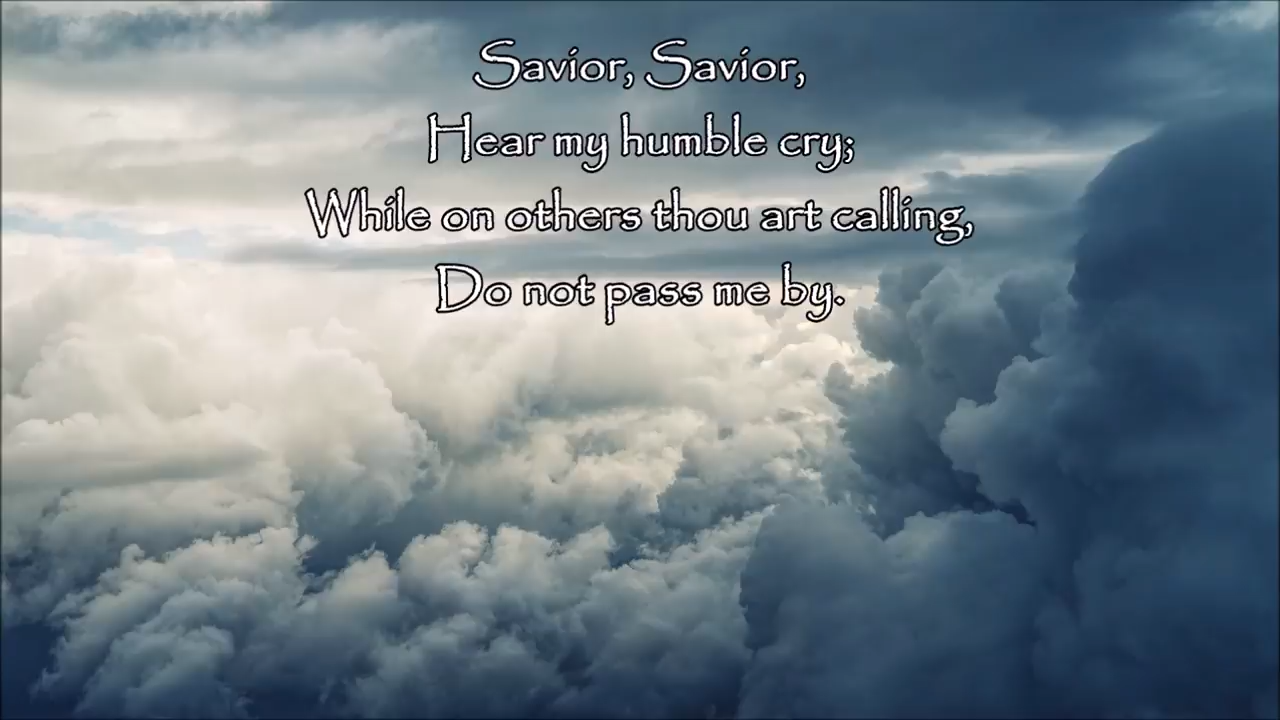 Savior, Savior,
Hear my humble cry;
While on others thou art calling,
Do not pass me by.